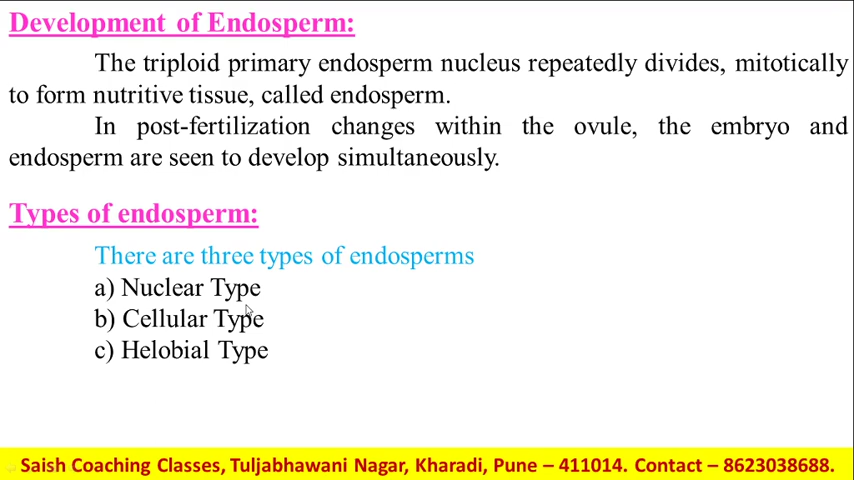 Development of Endosperm:
The triploid primary endosperm nucleus repeatedly divides, mitotically
to form nutritive tissue, called endosperm.
In post-fertilization changes within the ovule, the embryo and
endosperm are seen to develop simultaneously.
Types of endosperm:
There are three types of endosperms
a) Nuclear Type
b) Cellular Type
c) Helobial Type
Saish Coaching Classes, Tuljabhawani Nagar, Kharadi, Pune – 411014. Contact – 8623038688.